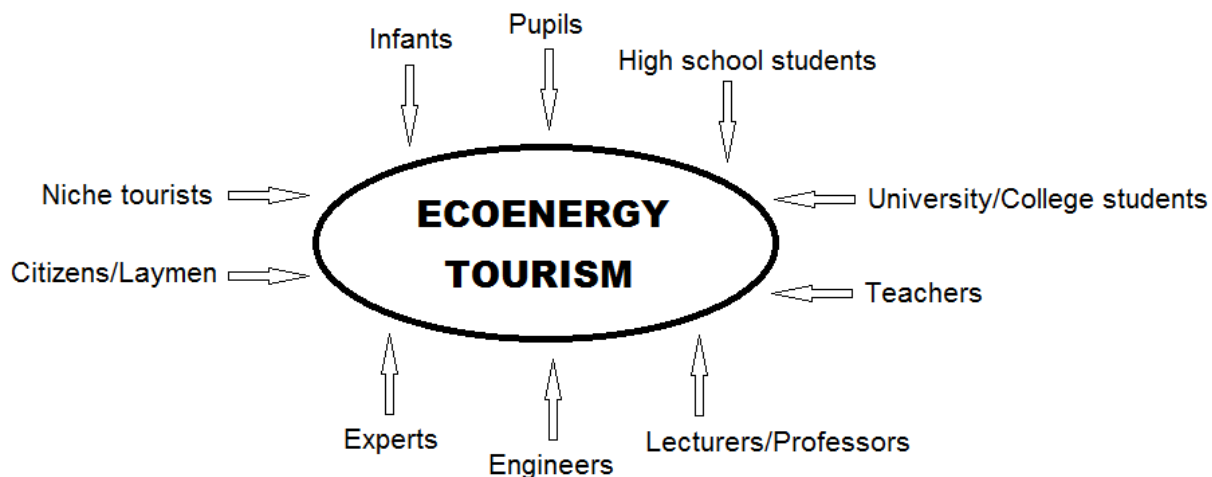 Infants
Pupils
High school students
Niche tourists
University/College students
ECOENERGY
TOURISM
Citizens/Laymen
Teachers
Experts
Engineers
Lecturers/Professors